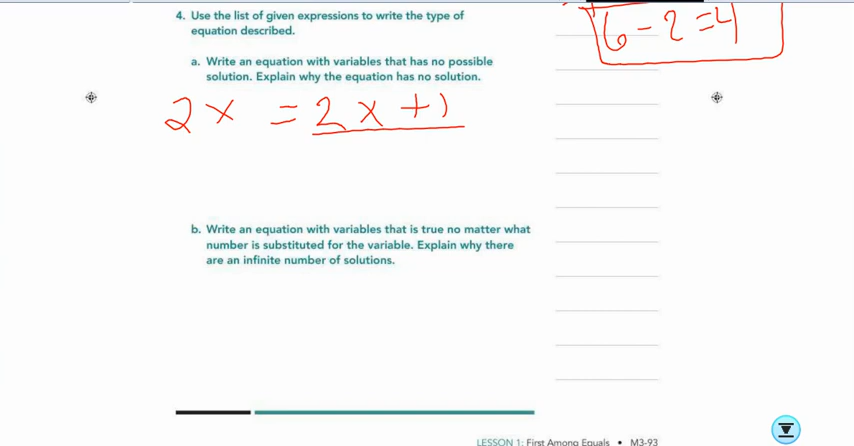 4. Use the list of given expressions to write the type of
equation described.
6 - 2 = 4
a. Write an equation with variables that has no possible
solution. Explain why the equation has no solution.
2x = 2x + 1
b. Write an equation with variables that is true no matter what
number is substituted for the variable. Explain why there
are an infinite number of solutions.
LESSON 1: First Among Equals • M3-93